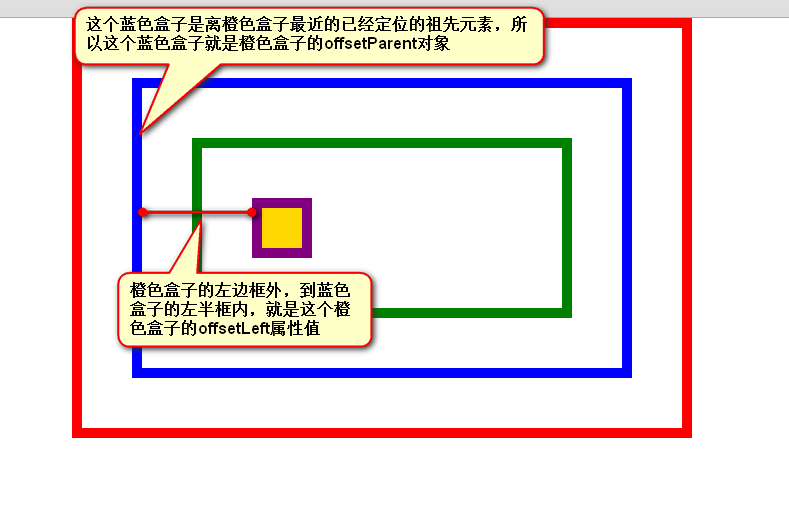 这个蓝色盒子是离橙色盒子最近的已经定位的祖先元素，所
以这个蓝色盒子就是橙色盒子的offsetParent对象
橙色盒子的左边框外，到蓝色
盒子的左半框内，就是这个橙
色盒子的offsetLeft属性值